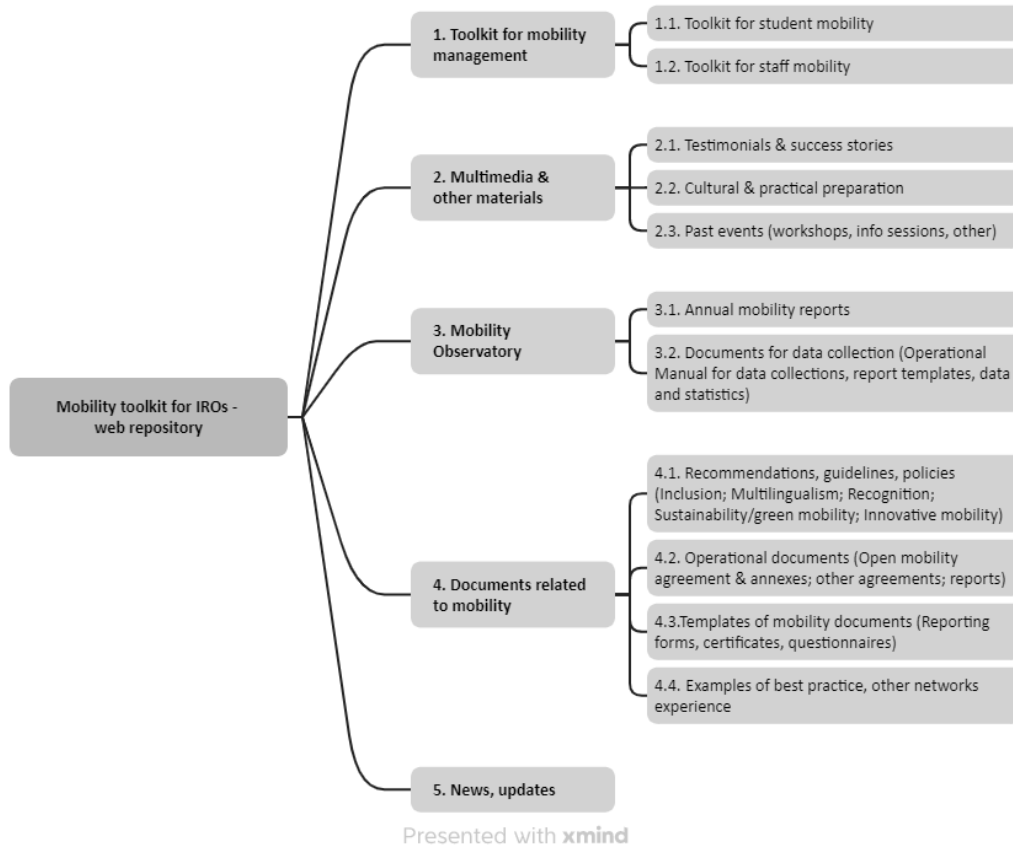 Mobility toolkit for IROs -
web repository
1. Toolkit for mobility
management
1.1. Toolkit for student mobility
1.2. Toolkit for staff mobility
2. Multimedia &
other materials
2.1. Testimonials & success stories
2.2. Cultural & practical preparation
2.3. Past events (workshops, info sessions, other)
3. Mobility
Observatory
3.1. Annual mobility reports
3.2. Documents for data collection (Operational
Manual for data collections, report templates, data
and statistics)
4. Documents related
to mobility
4.1. Recommendations, guidelines, policies
(Inclusion; Multilingualism; Recognition;
Sustainability/green mobility; Innovative mobility)
4.2. Operational documents (Open mobility
agreement & annexes; other agreements; reports)
4.3.Templates of mobility documents (Reporting
forms, certificates, questionnaires)
4.4. Examples of best practice, other networks
experience
5. News, updates
Presented with xmind